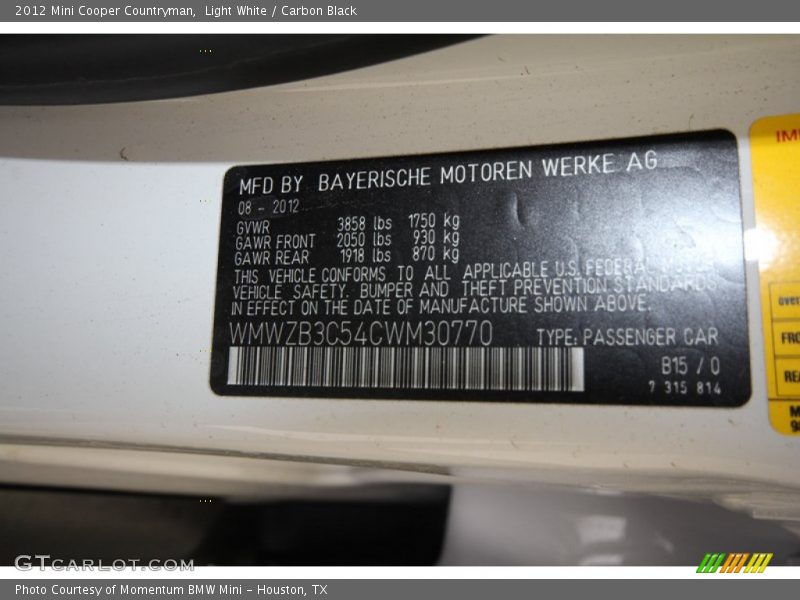 2012 Mini Cooper Countryman,  Light White / Carbon Black
MFD BY BAYERISCHE MOTOREN WERKE AG
08 - 2012
GVWR 3858 lbs 1750 kg
GAWR FRONT 2050 lbs 930 kg
GAWR REAR 1918 lbs 870 kg
THIS VEHICLE CONFORMS TO ALL APPLICABLE U.S. FEDERAL
VEHICLE SAFETY, BUMPER AND THEFT PREVENTION STANDARDS
IN EFFECT ON THE DATE OF MANUFACTURE SHOWN ABOVE.
WMWZB3C54CWM30770 TYPE: PASSENGER CAR
B15 / 0
7 315 814
GTCARLOT.COM
Photo Courtesy of Momentum BMW Mini - Houston, TX